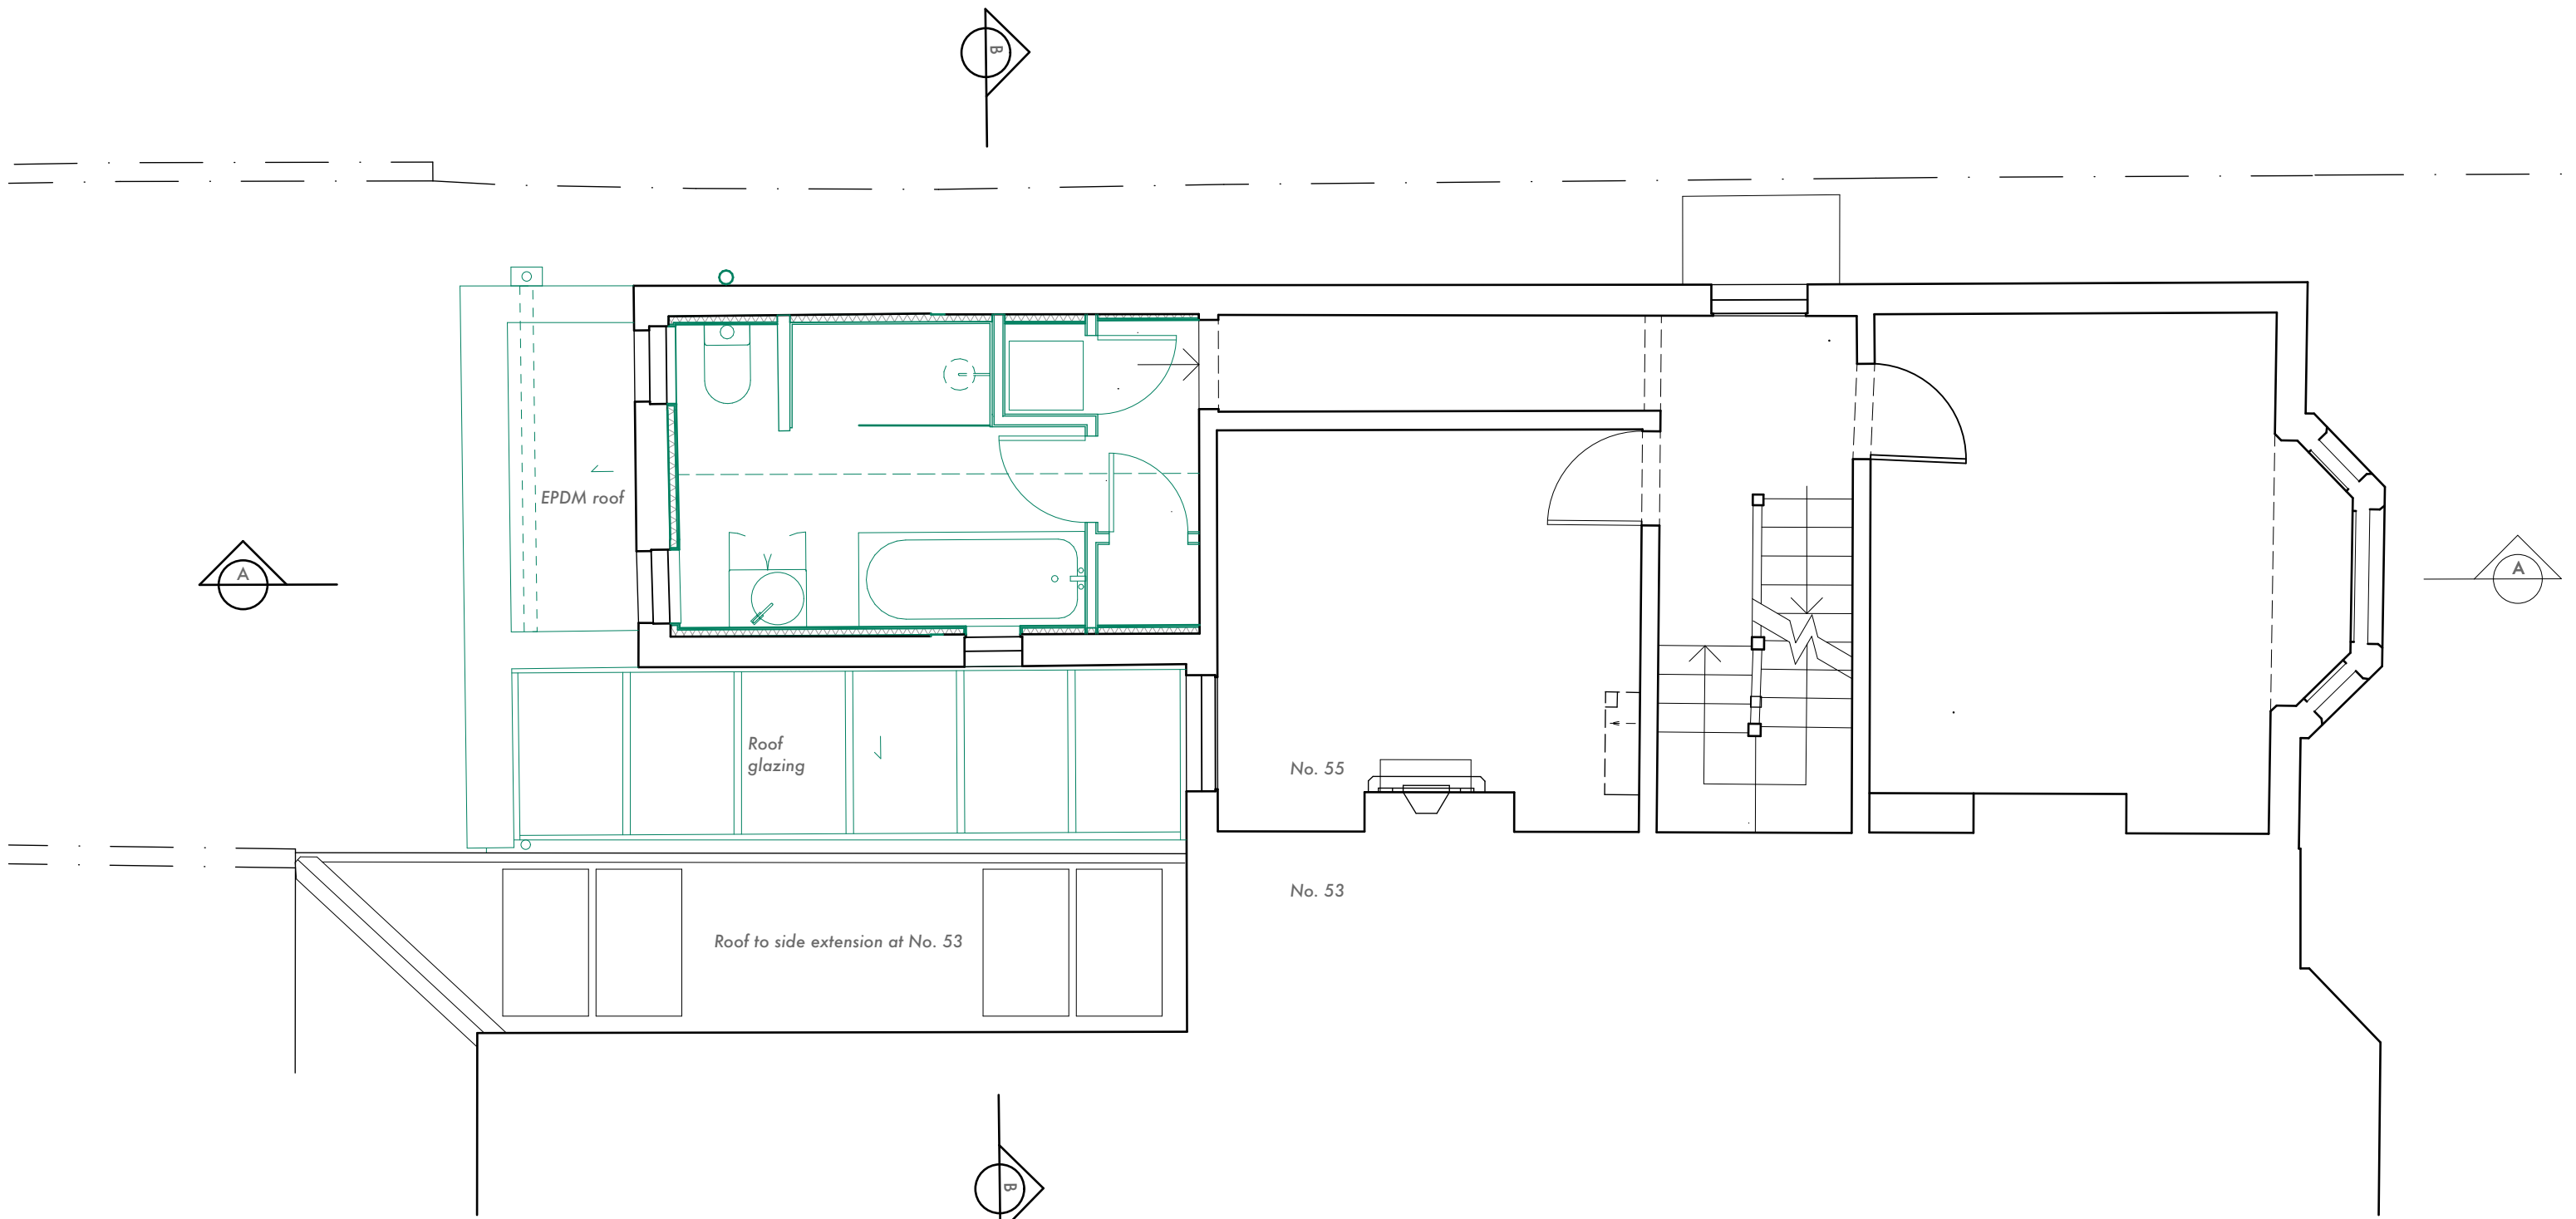 B
EPDM roof
A
A
Roof
glazing
No. 55
No. 53
Roof to side extension at No. 53
B